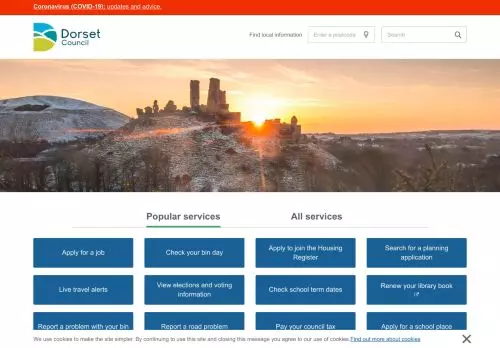 Coronavirus (COVID-19): updates and advice.
Dorset
Council
Find local information
Enter a postcode
Search
Popular services
All services
Apply for a job
Check your bin day
Apply to join the Housing
Register
Search for a planning
application
Live travel alerts
View elections and voting
information
Check school term dates
Renew your library book
Report a problem with your bin
Report a road problem
Pay your council tax
Apply for a school place
We use cookies to make the site simpler. By continuing to use this site and closing this message you agree to our use of cookies.Find out more about cookies